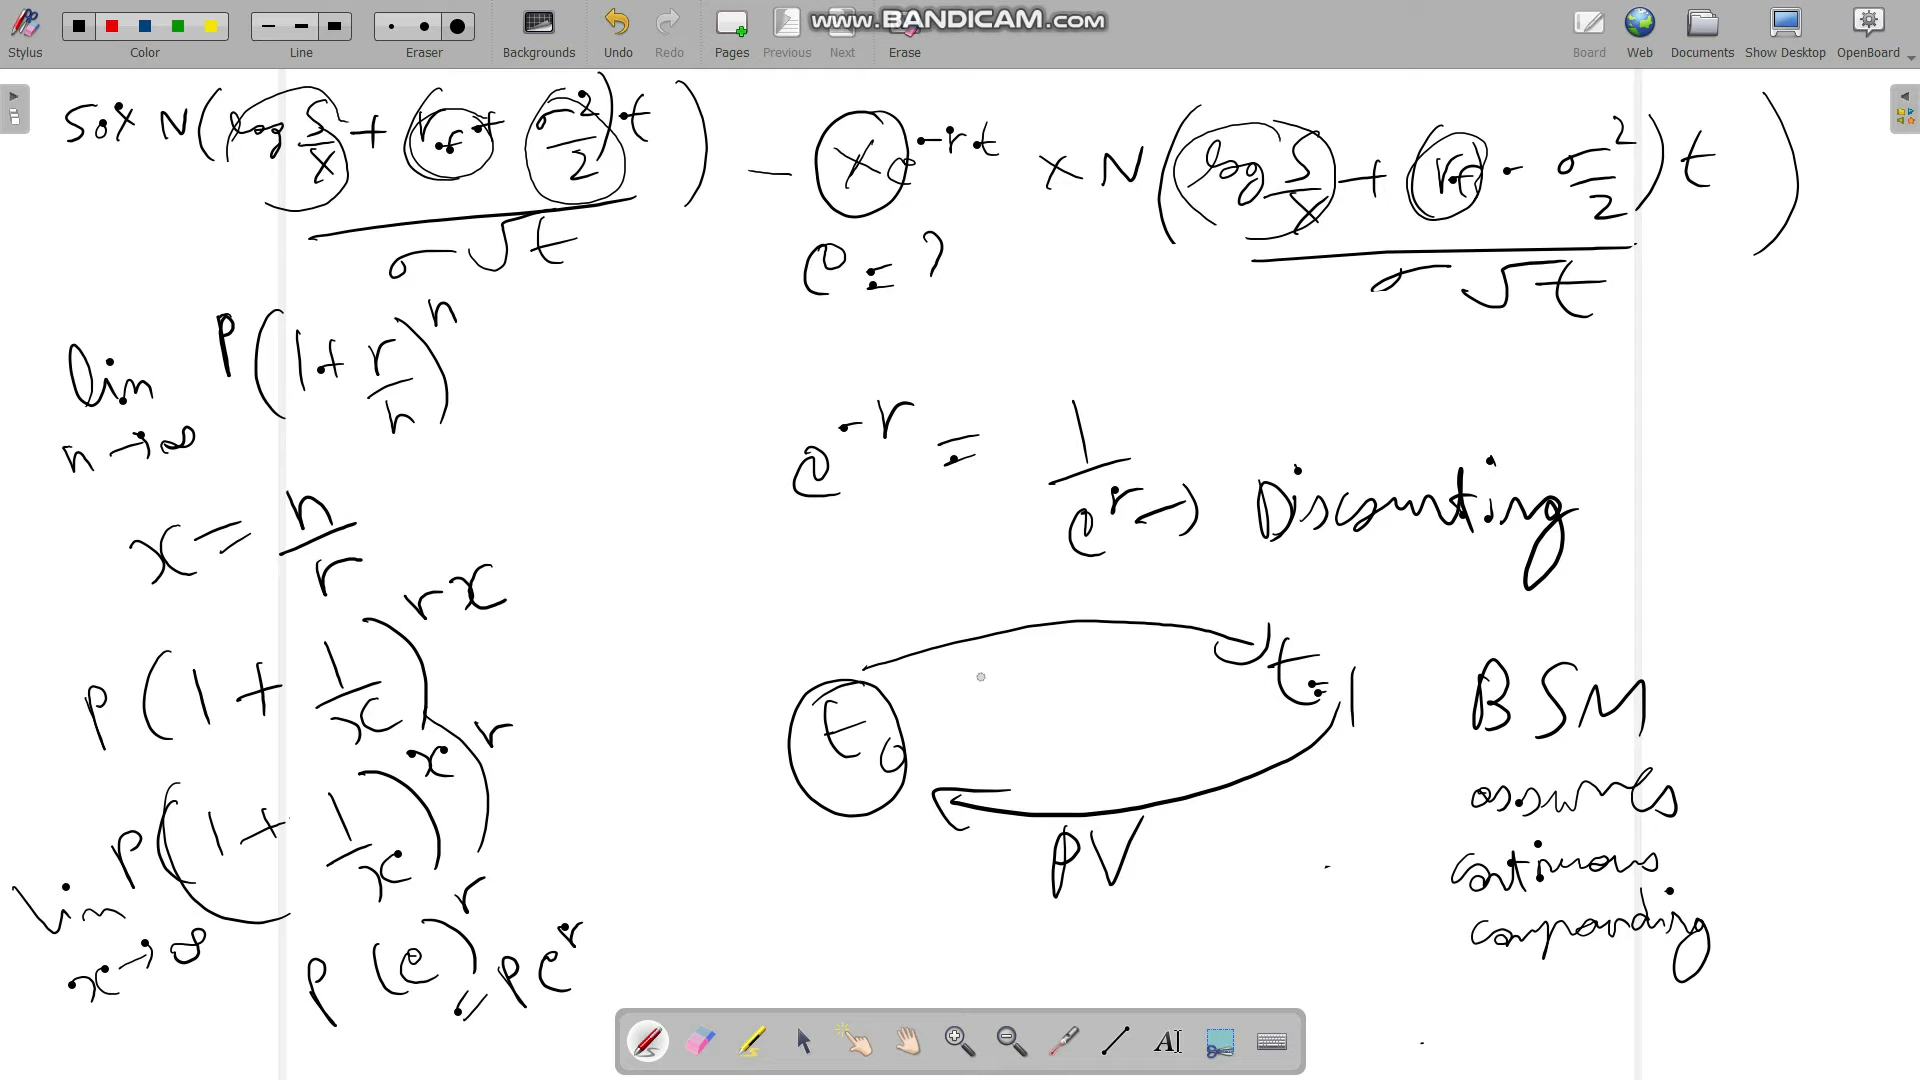 www.BANDICAM.com
Stylus Color Line Eraser Backgrounds Undo Redo Pages Previous Next Erase Board Web Documents Show Desktop OpenBoard
S₀ × N( (log S/X + (rf + σ²/2) t) / σ√t ) − X e^-rt × N( (log S/X + (rf - σ²/2) t) / σ√t )
e = ?
lim n→∞ P(1 + r/n)^n
e^-r = 1/e^r → Discounting
x = n/r
P(1 + 1/x)^rx
t0
t=1
PV
BSM
assumes
continuous
compounding
lim x→∞ P((1 + 1/x)^x)^r
P(e)^r = Pe^r